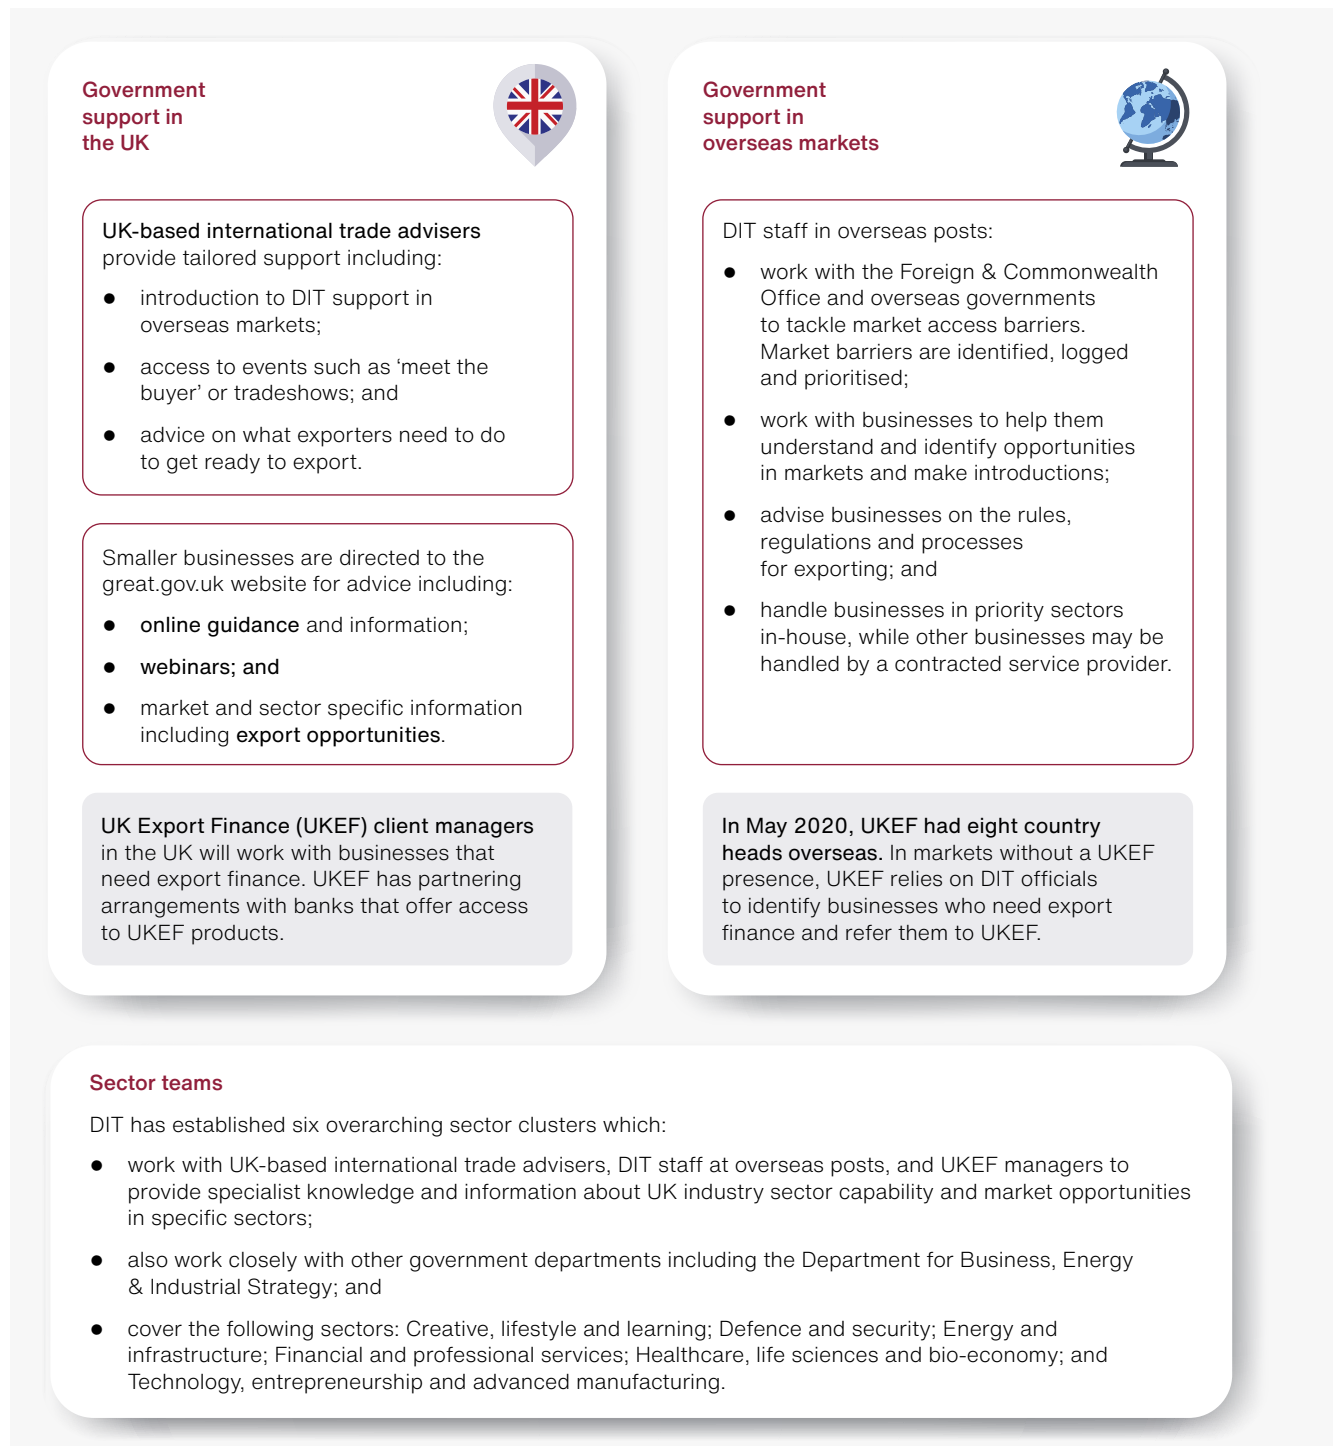 Government
support in
the UK
UK-based international trade advisers
provide tailored support including:
● introduction to DIT support in
overseas markets;
● access to events such as ‘meet the
buyer’ or tradeshows; and
● advice on what exporters need to do
to get ready to export.
Smaller businesses are directed to the
great.gov.uk website for advice including:
● online guidance and information;
● webinars; and
● market and sector specific information
including export opportunities.
UK Export Finance (UKEF) client managers
in the UK will work with businesses that
need export finance. UKEF has partnering
arrangements with banks that offer access
to UKEF products.
Government
support in
overseas markets
DIT staff in overseas posts:
● work with the Foreign & Commonwealth
Office and overseas governments
to tackle market access barriers.
Market barriers are identified, logged
and prioritised;
● work with businesses to help them
understand and identify opportunities
in markets and make introductions;
● advise businesses on the rules,
regulations and processes
for exporting; and
● handle businesses in priority sectors
in-house, while other businesses may be
handled by a contracted service provider.
In May 2020, UKEF had eight country
heads overseas. In markets without a UKEF
presence, UKEF relies on DIT officials
to identify businesses who need export
finance and refer them to UKEF.
Sector teams
DIT has established six overarching sector clusters which:
● work with UK-based international trade advisers, DIT staff at overseas posts, and UKEF managers to
provide specialist knowledge and information about UK industry sector capability and market opportunities
in specific sectors;
● also work closely with other government departments including the Department for Business, Energy
& Industrial Strategy; and
● cover the following sectors: Creative, lifestyle and learning; Defence and security; Energy and
infrastructure; Financial and professional services; Healthcare, life sciences and bio-economy; and
Technology, entrepreneurship and advanced manufacturing.